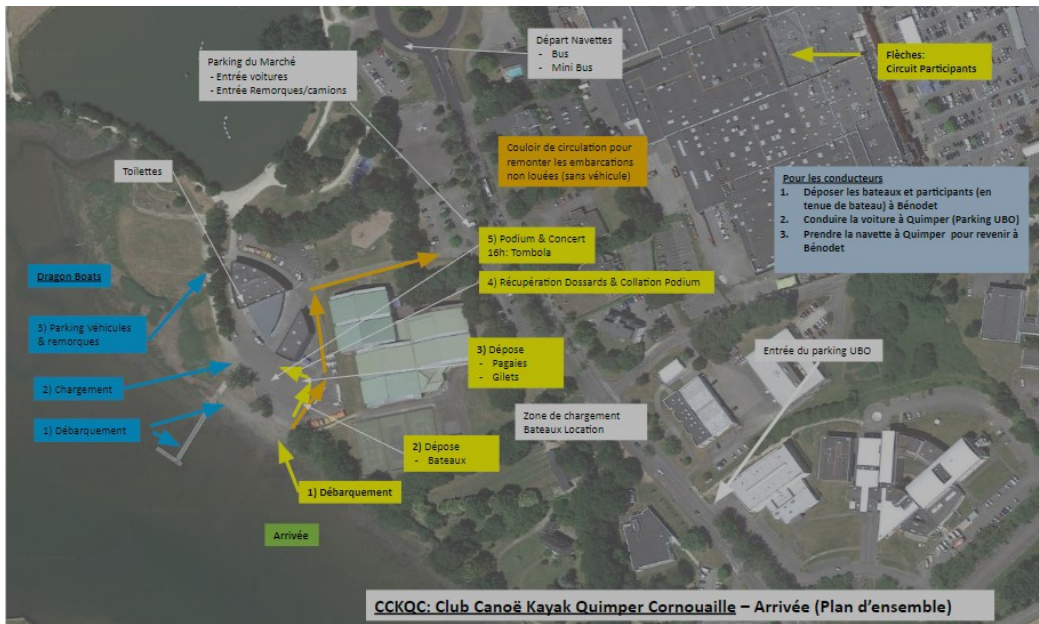 Départ Navettes
- Bus
- Mini Bus
Flèches:
Circuit Participants
Parking du Marché
- Entrée voitures
- Entrée Remorques/camions
Couloir de circulation pour
remonter les embarcations
non louées (sans véhicule)
Toilettes
Pour les conducteurs
1. Déposer les bateaux et participants (en
tenue de bateau) à Bénodet
2. Conduire la voiture à Quimper (Parking UBO)
3. Prendre la navette à Quimper pour revenir à
Bénodet
5) Podium & Concert
16h: Tombola
Dragon Boats
4) Récupération Dossards & Collation Podium
3) Parking Véhicules
& remorques
3) Dépose
- Pagaies
- Gilets
Entrée du parking UBO
2) Chargement
Zone de chargement
Bateaux Location
1) Débarquement
2) Dépose
- Bateaux
1) Débarquement
Arrivée
CCKQC: Club Canoë Kayak Quimper Cornouaille – Arrivée (Plan d'ensemble)